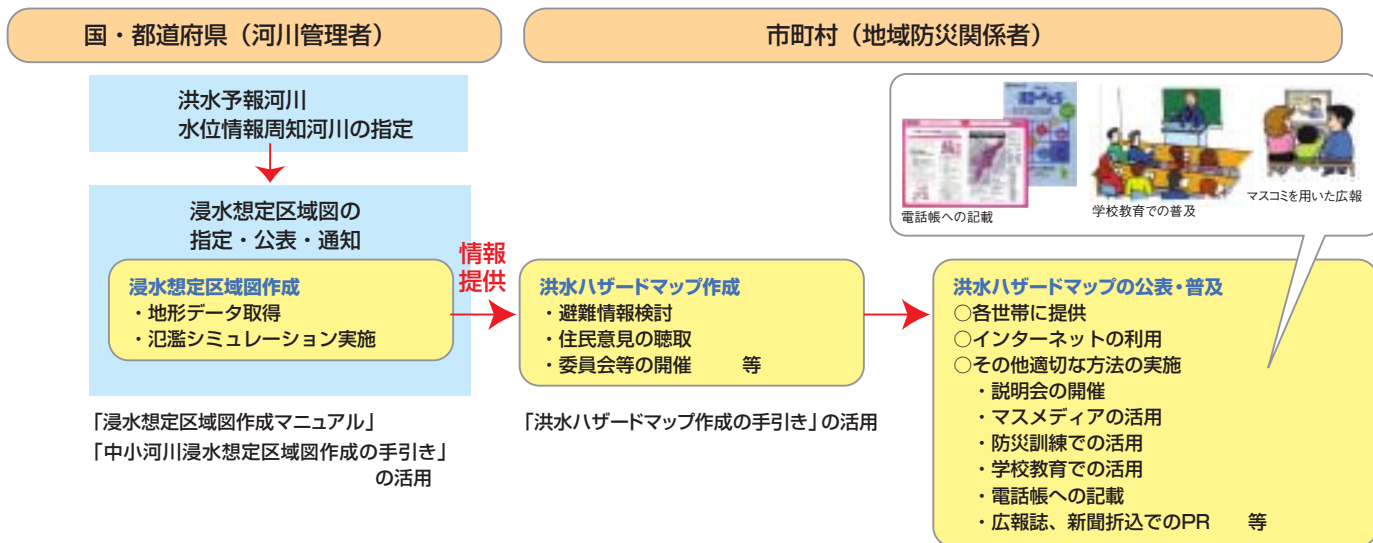 国・都道府県（河川管理者）
市町村（地域防災関係者）
洪水予報河川
水位情報周知河川の指定
浸水想定区域図の
指定・公表・通知
浸水想定区域図作成
・地形データ取得
・氾濫シミュレーション実施
「浸水想定区域図作成マニュアル」
「中小河川浸水想定区域図作成の手引き」
の活用
情報
提供
洪水ハザードマップ作成
・避難情報検討
・住民意見の聴取
・委員会等の開催　　等
「洪水ハザードマップ作成の手引き」の活用
電話帳への記載
学校教育での普及
マスコミを用いた広報
洪水ハザードマップの公表・普及
○各世帯に提供
○インターネットの利用
○その他適切な方法の実施
・説明会の開催
・マスメディアの活用
・防災訓練での活用
・学校教育での活用
・電話帳への記載
・広報誌、新聞折込でのPR　　等